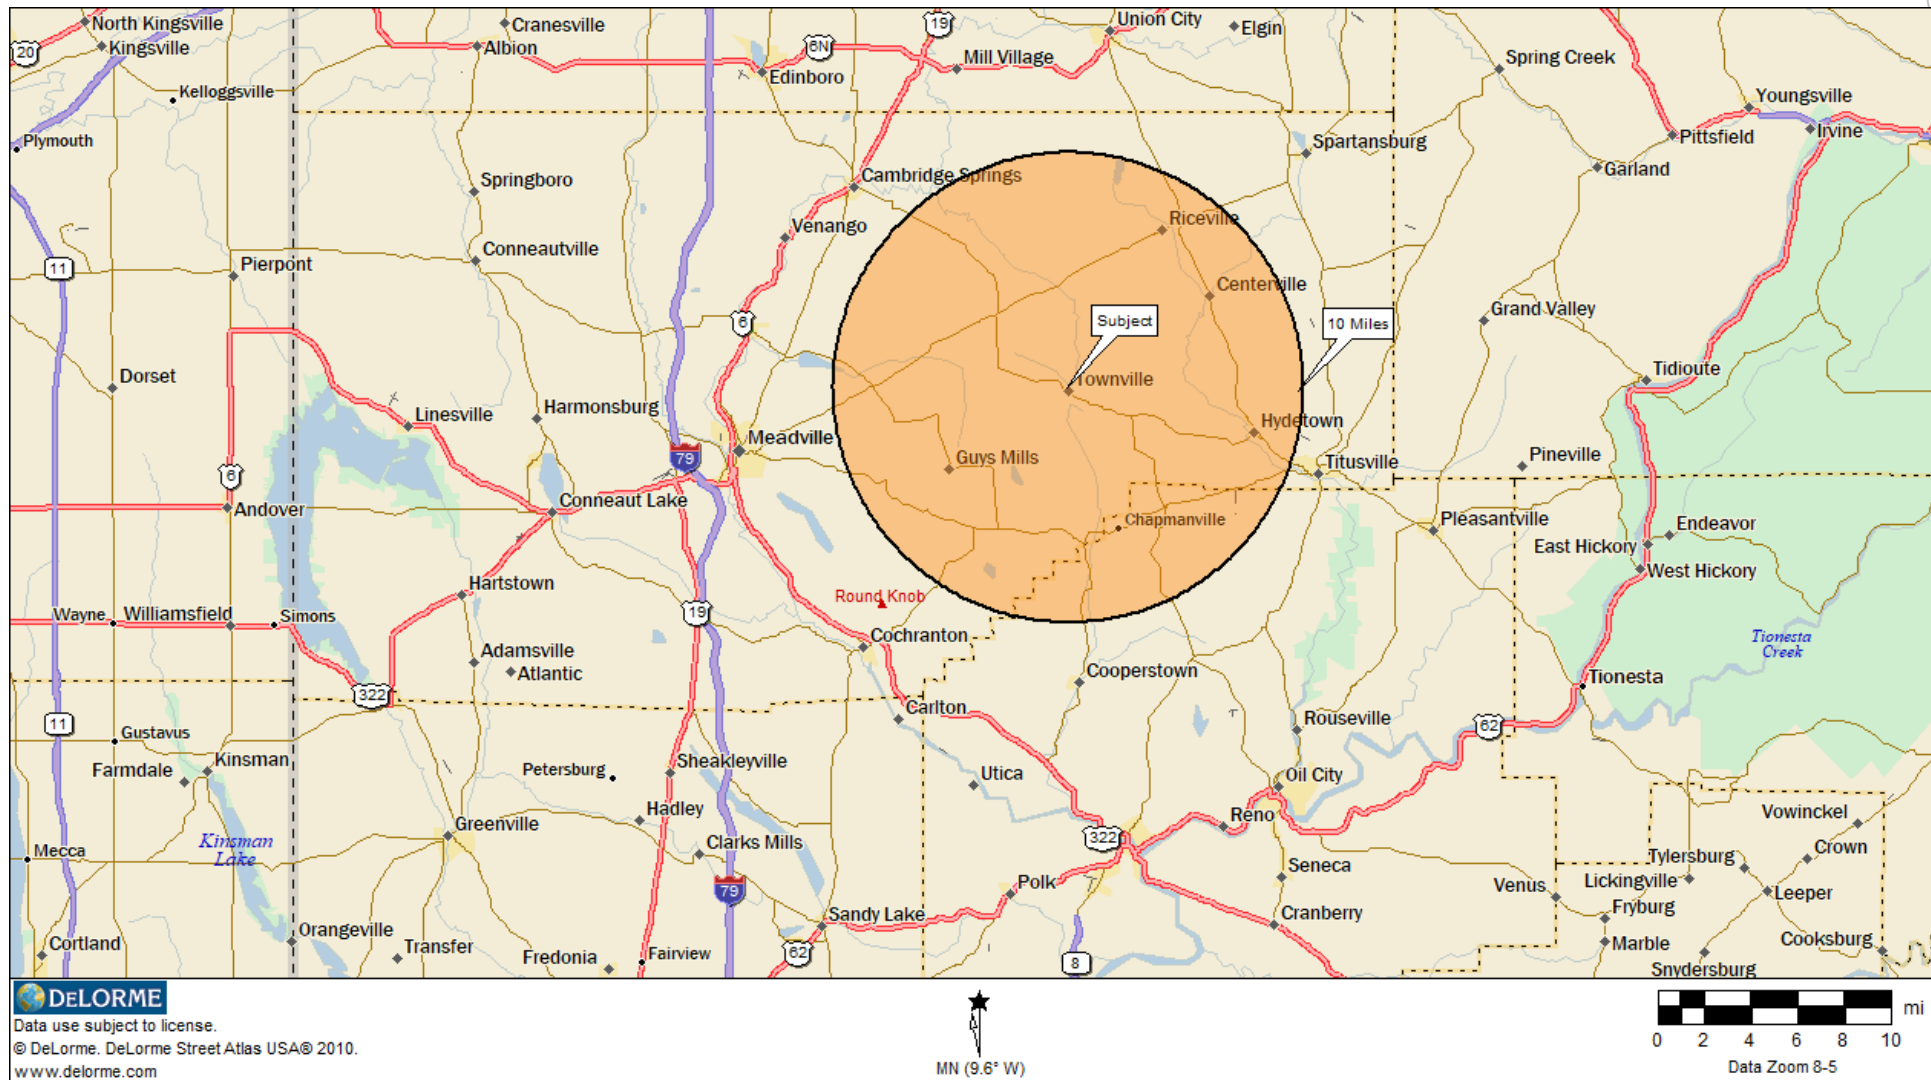 North Kingsville
Cranesville
19
Union City
Elgin
20
Kingsville
Albion
6N
Mill Village
Spring Creek
Edinboro
Kelloggsville
Youngsville
Plymouth
Irvine
Pittsfield
Spartansburg
Garland
Springboro
Cambridge Springs
Venango
Riceville
Conneautville
Pierpont
11
Centerville
Grand Valley
6
Subject
10 Miles
Dorset
Townville
Tidioute
Linesville
Harmonsburg
Meadville
Hydetown
79
Guys Mills
Titusville
Pineville
6
Andover
Conneaut Lake
Chapmanville
Pleasantville
Endeavor
East Hickory
West Hickory
Hartstown
Round Knob
Wayne
Williamsfield
Simons
19
Cochranton
Tionesta
Creek
Adamsville
Atlantic
Cooperstown
Tionesta
322
Carlton
11
Gustavus
Rouseville
62
Farmdale
Kinsman
Petersburg
Sheakleyville
Utica
Oil City
Hadley
Reno
Vowinckel
Greenville
Kinsman
Lake
Clarks Mills
322
Mecca
Crown
Tylersburg
Seneca
79
Polk
Venus
Lickingville
Leeper
Sandy Lake
Cranberry
Fryburg
Orangeville
Cortland
Transfer
Fredonia
Fairview
62
8
Marble
Cooksburg
Snydersburg
DELORME
Data use subject to license.
© DeLorme. DeLorme Street Atlas USA® 2010.
www.delorme.com
MN (9.6° W)
mi
0 2 4 6 8 10
Data Zoom 8-5